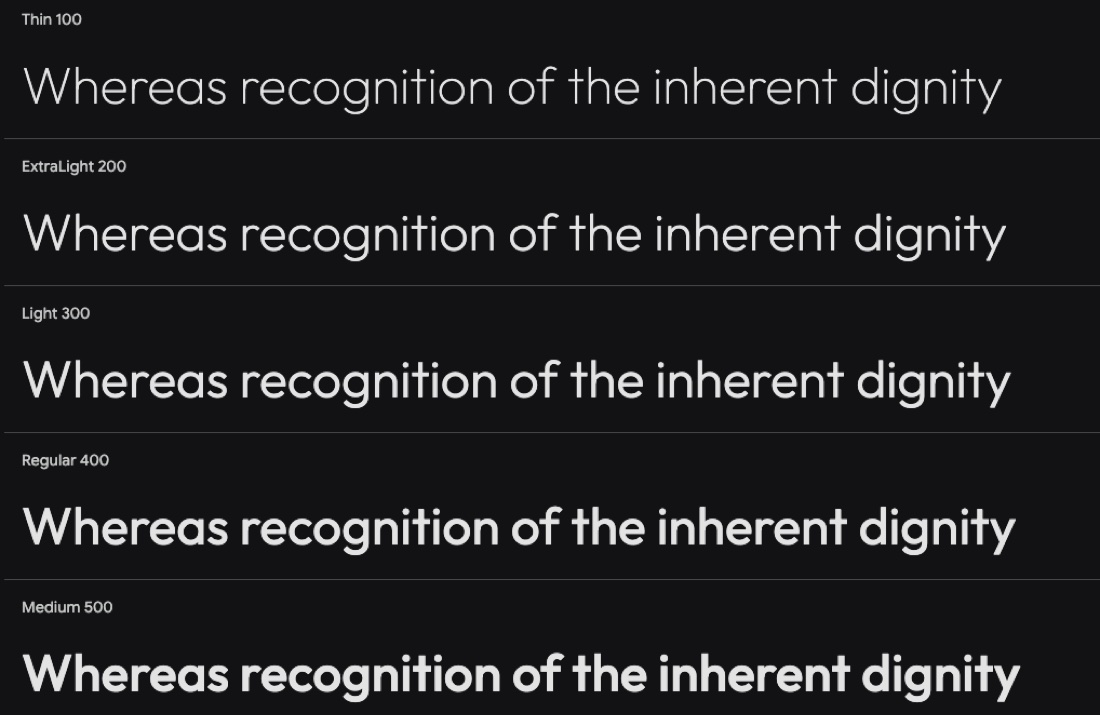 Thin 100
Whereas recognition of the inherent dignity
ExtraLight 200
Whereas recognition of the inherent dignity
Light 300
Whereas recognition of the inherent dignity
Regular 400
Whereas recognition of the inherent dignity
Medium 500
Whereas recognition of the inherent dignity